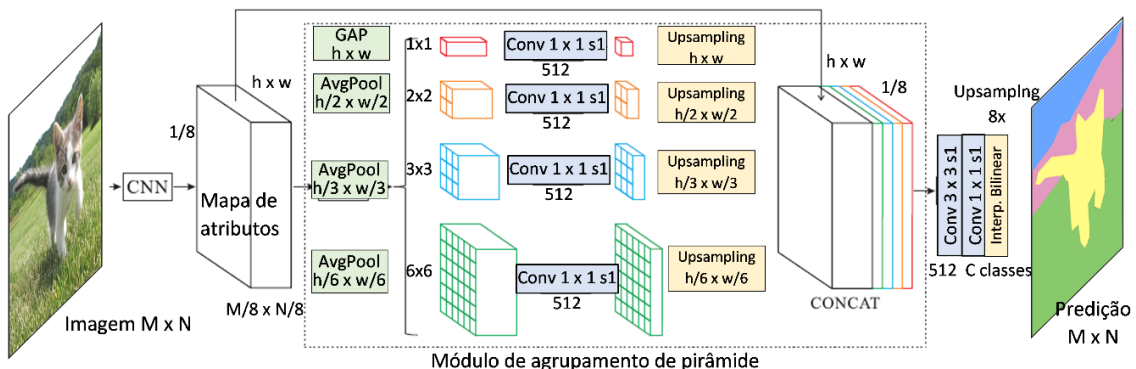 Imagem M x N
CNN
h x w
1/8
Mapa de
atributos
M/8 x N/8
GAP
h x w
1x1
Conv 1 x 1 s1
512
Upsampling
h x w
AvgPool
h/2 x w/2
2x2
Conv 1 x 1 s1
512
Upsampling
h/2 x w/2
AvgPool
h/3 x w/3
3x3
Conv 1 x 1 s1
512
Upsampling
h/3 x w/3
AvgPool
h/6 x w/6
6x6
Conv 1 x 1 s1
512
Upsampling
h/6 x w/6
Módulo de agrupamento de pirâmide
h x w
1/8
CONCAT
Conv 3 x 3 s1
512
Conv 1 x 1 s1
C classes
Upsamplng
8x
Interp. Bilinear
Predição
M x N